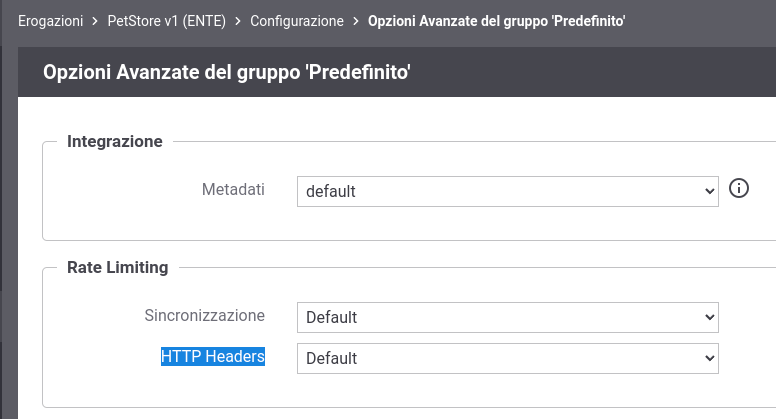 Erogazioni > PetStore v1 (ENTE) > Configurazione > Opzioni Avanzate del gruppo 'Predefinito'
Opzioni Avanzate del gruppo 'Predefinito'
Integrazione
Metadati default
Rate Limiting
Sincronizzazione Default
HTTP Headers Default